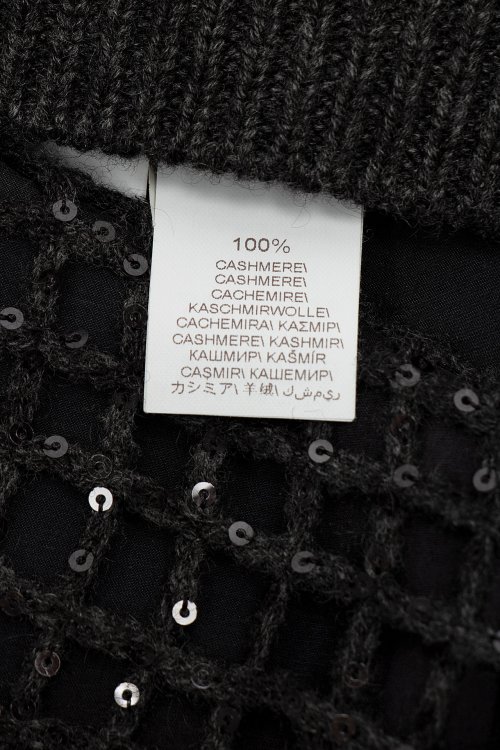 100%
CASHMERE\
CASHMERE\
CACHEMIRE\
KASCHMIRWOLLE\
CACHEMIRA\ ΚΑΣΜΙΡ\
CASHMERE\ KASHMIR\
КАШМИР\ KAŠMÍR
CAŞMIR\ КАШЕМИР\
カシミア\ 羊绒\ كشمير